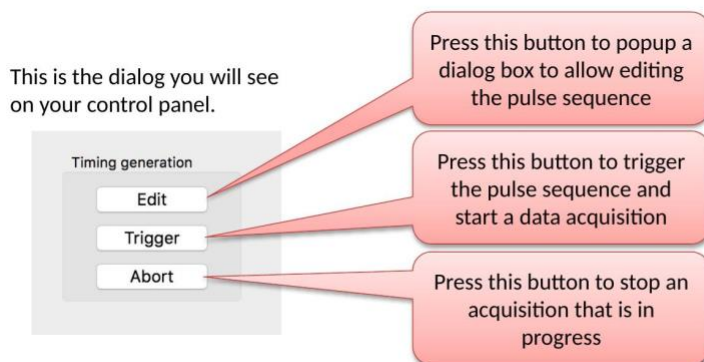 This is the dialog you will see
on your control panel.
Timing generation
Edit
Trigger
Abort
Press this button to popup a
dialog box to allow editing
the pulse sequence
Press this button to trigger
the pulse sequence and
start a data acquisition
Press this button to stop an
acquisition that is in
progress